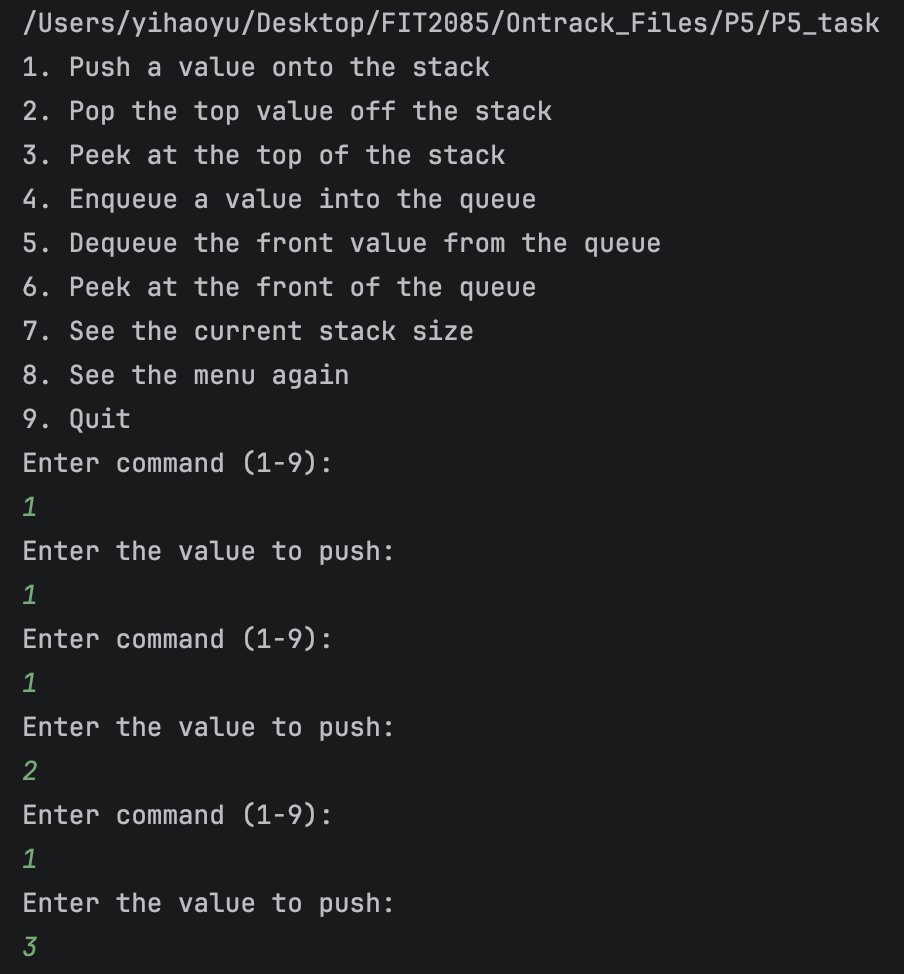 /Users/yihaoyu/Desktop/FIT2085/Ontrack_Files/P5/P5_task
1. Push a value onto the stack
2. Pop the top value off the stack
3. Peek at the top of the stack
4. Enqueue a value into the queue
5. Dequeue the front value from the queue
6. Peek at the front of the queue
7. See the current stack size
8. See the menu again
9. Quit
Enter command (1-9):
1
Enter the value to push:
1
Enter command (1-9):
1
Enter the value to push:
2
Enter command (1-9):
1
Enter the value to push:
3